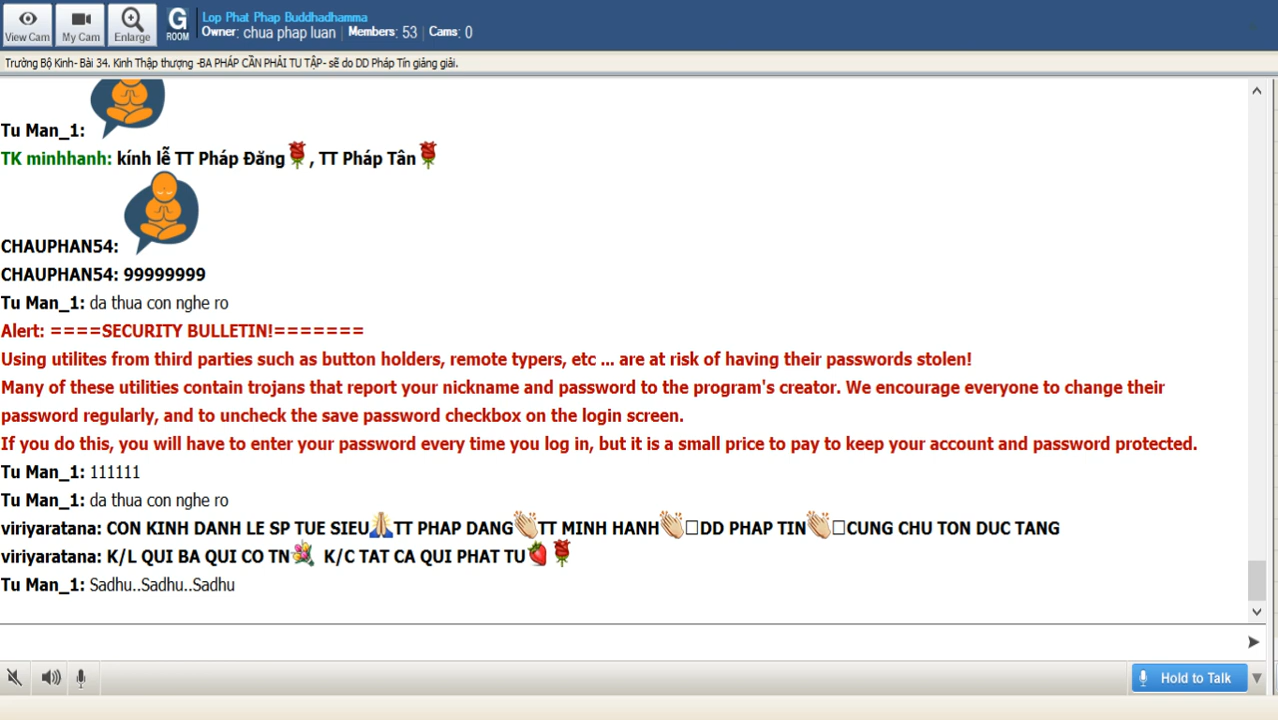 View Cam
My Cam
Enlarge
G
ROOM
Lop Phat Phap Buddhadhamma
Owner: chua phap luan | Members: 53 | Cams: 0
Trường Bộ Kinh- Bài 34. Kinh Thập thượng -BA PHÁP CẦN PHẢI TU TẬP- sẽ do DD Pháp Tín giảng giải.
Tu Man_1:
TK minhhanh: kính lễ TT Pháp Đăng🌹, TT Pháp Tân🌹
CHAUPHAN54:
CHAUPHAN54: 99999999
Tu Man_1: da thua con nghe ro
Alert: ====SECURITY BULLETIN!=======
Using utilites from third parties such as button holders, remote typers, etc ... are at risk of having their passwords stolen!
Many of these utilities contain trojans that report your nickname and password to the program's creator. We encourage everyone to change their
password regularly, and to uncheck the save password checkbox on the login screen.
If you do this, you will have to enter your password every time you log in, but it is a small price to pay to keep your account and password protected.
Tu Man_1: 111111
Tu Man_1: da thua con nghe ro
viriyaratana: CON KINH DANH LE SP TUE SIEU🙏TT PHAP DANG👏TT MINH HANH👏□DD PHAP TIN👏□CUNG CHU TON DUC TANG
viriyaratana: K/L QUI BA QUI CO TN💐 K/C TAT CA QUI PHAT TU🍓🌹
Tu Man_1: Sadhu..Sadhu..Sadhu
Hold to Talk